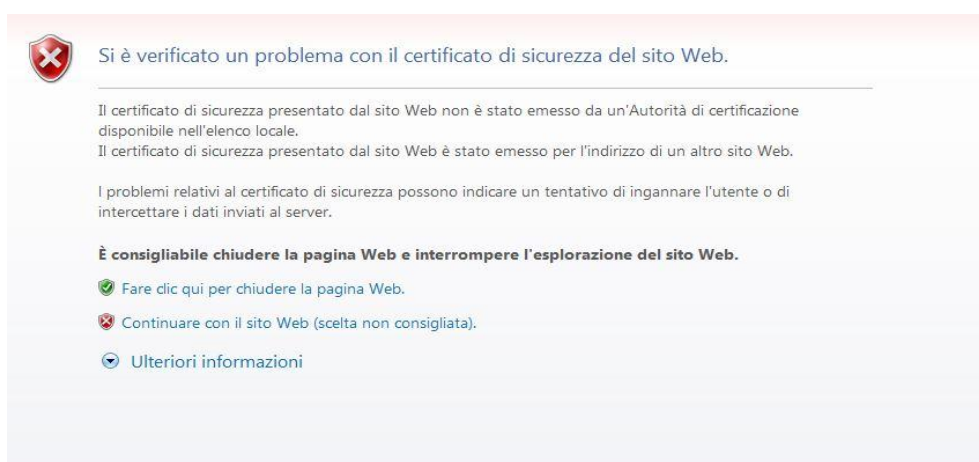 Si è verificato un problema con il certificato di sicurezza del sito Web.
Il certificato di sicurezza presentato dal sito Web non è stato emesso da un'Autorità di certificazione
disponibile nell'elenco locale.
Il certificato di sicurezza presentato dal sito Web è stato emesso per l'indirizzo di un altro sito Web.
I problemi relativi al certificato di sicurezza possono indicare un tentativo di ingannare l'utente o di
intercettare i dati inviati al server.
È consigliabile chiudere la pagina Web e interrompere l'esplorazione del sito Web.
Fare clic qui per chiudere la pagina Web.
Continuare con il sito Web (scelta non consigliata).
Ulteriori informazioni